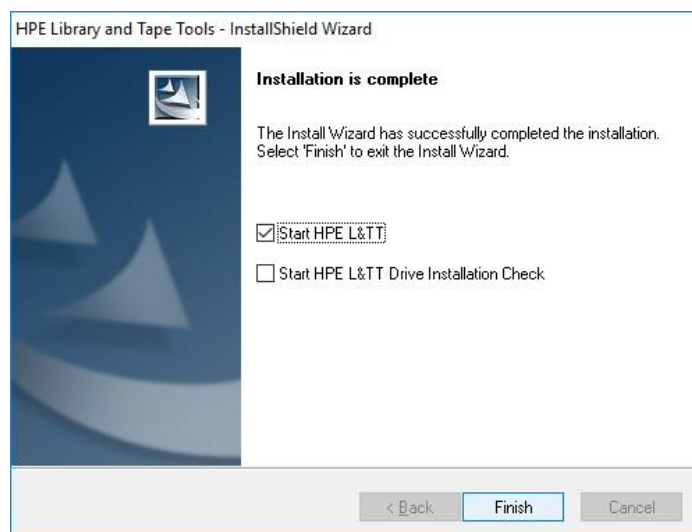 HPE Library and Tape Tools - InstallShield Wizard
Installation is complete
The Install Wizard has successfully completed the installation.
Select 'Finish' to exit the Install Wizard.
Start HPE L&TT
Start HPE L&TT Drive Installation Check
< Back
Finish
Cancel